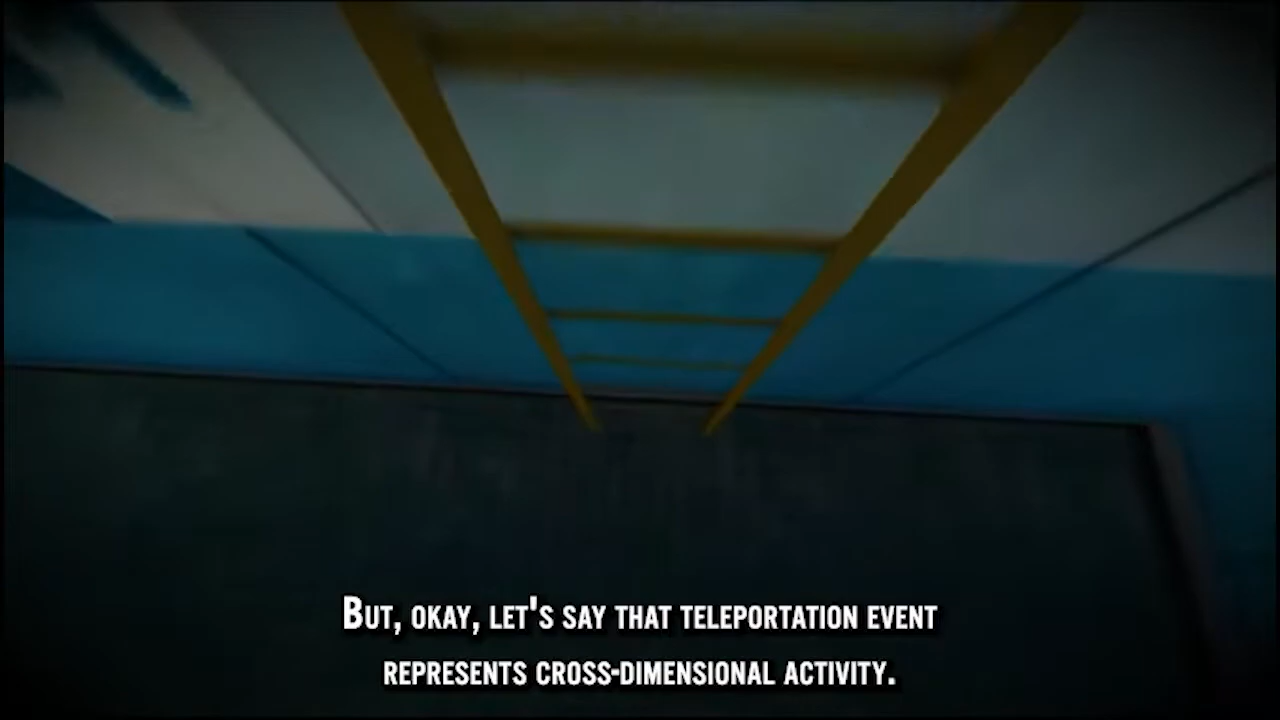 But, okay, let's say that teleportation event
represents cross-dimensional activity.